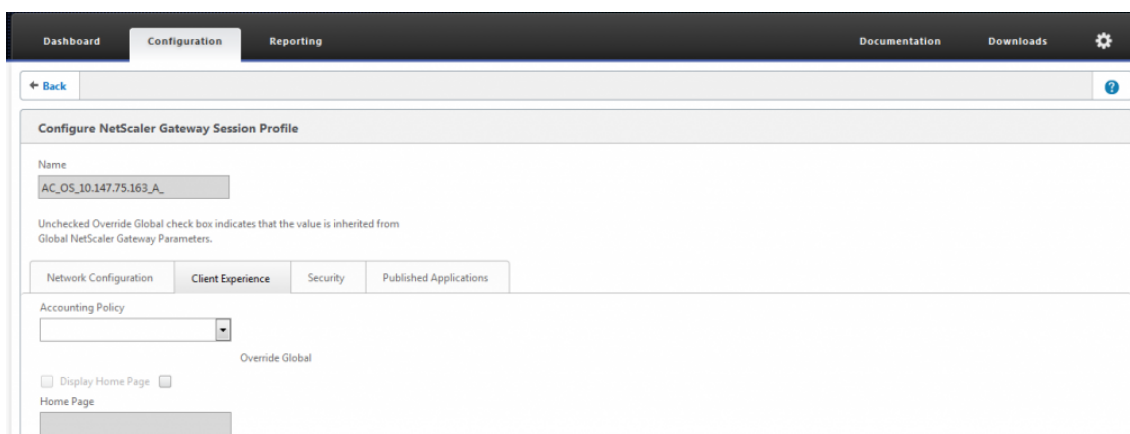 Dashboard Configuration Reporting Documentation Downloads
← Back ?
Configure NetScaler Gateway Session Profile
Name
AC_OS_10.147.75.163_A_
Unchecked Override Global check box indicates that the value is inherited from
Global NetScaler Gateway Parameters.
Network Configuration Client Experience Security Published Applications
Accounting Policy
Override Global
Display Home Page
Home Page